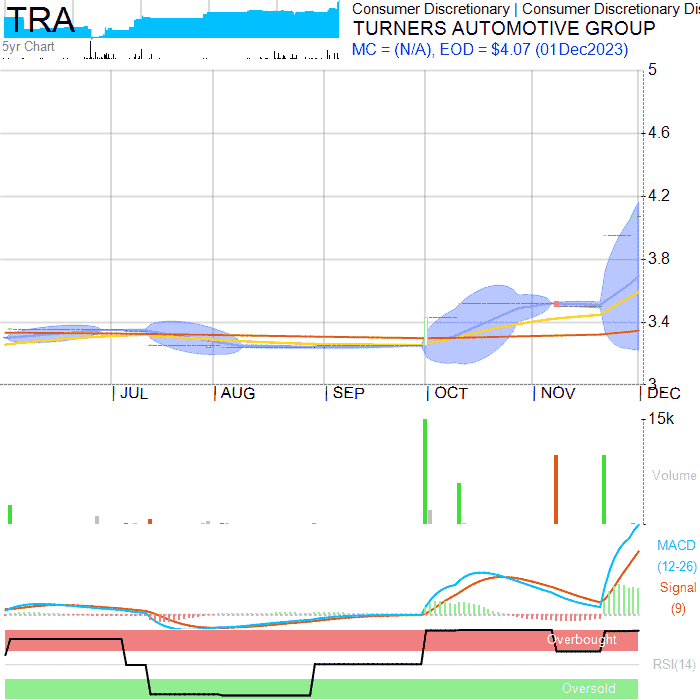 TRA
5yr Chart
Consumer Discretionary | Consumer Discretionary Dis
TURNERS AUTOMOTIVE GROUP
MC = (N/A), EOD = $4.07 (01Dec2023)
5
4.6
4.2
3.8
3.4
3
JUL AUG SEP OCT NOV DEC
15k
Volume
MACD
(12-26)
Signal
(9)
Overbought
RSI(14)
Oversold